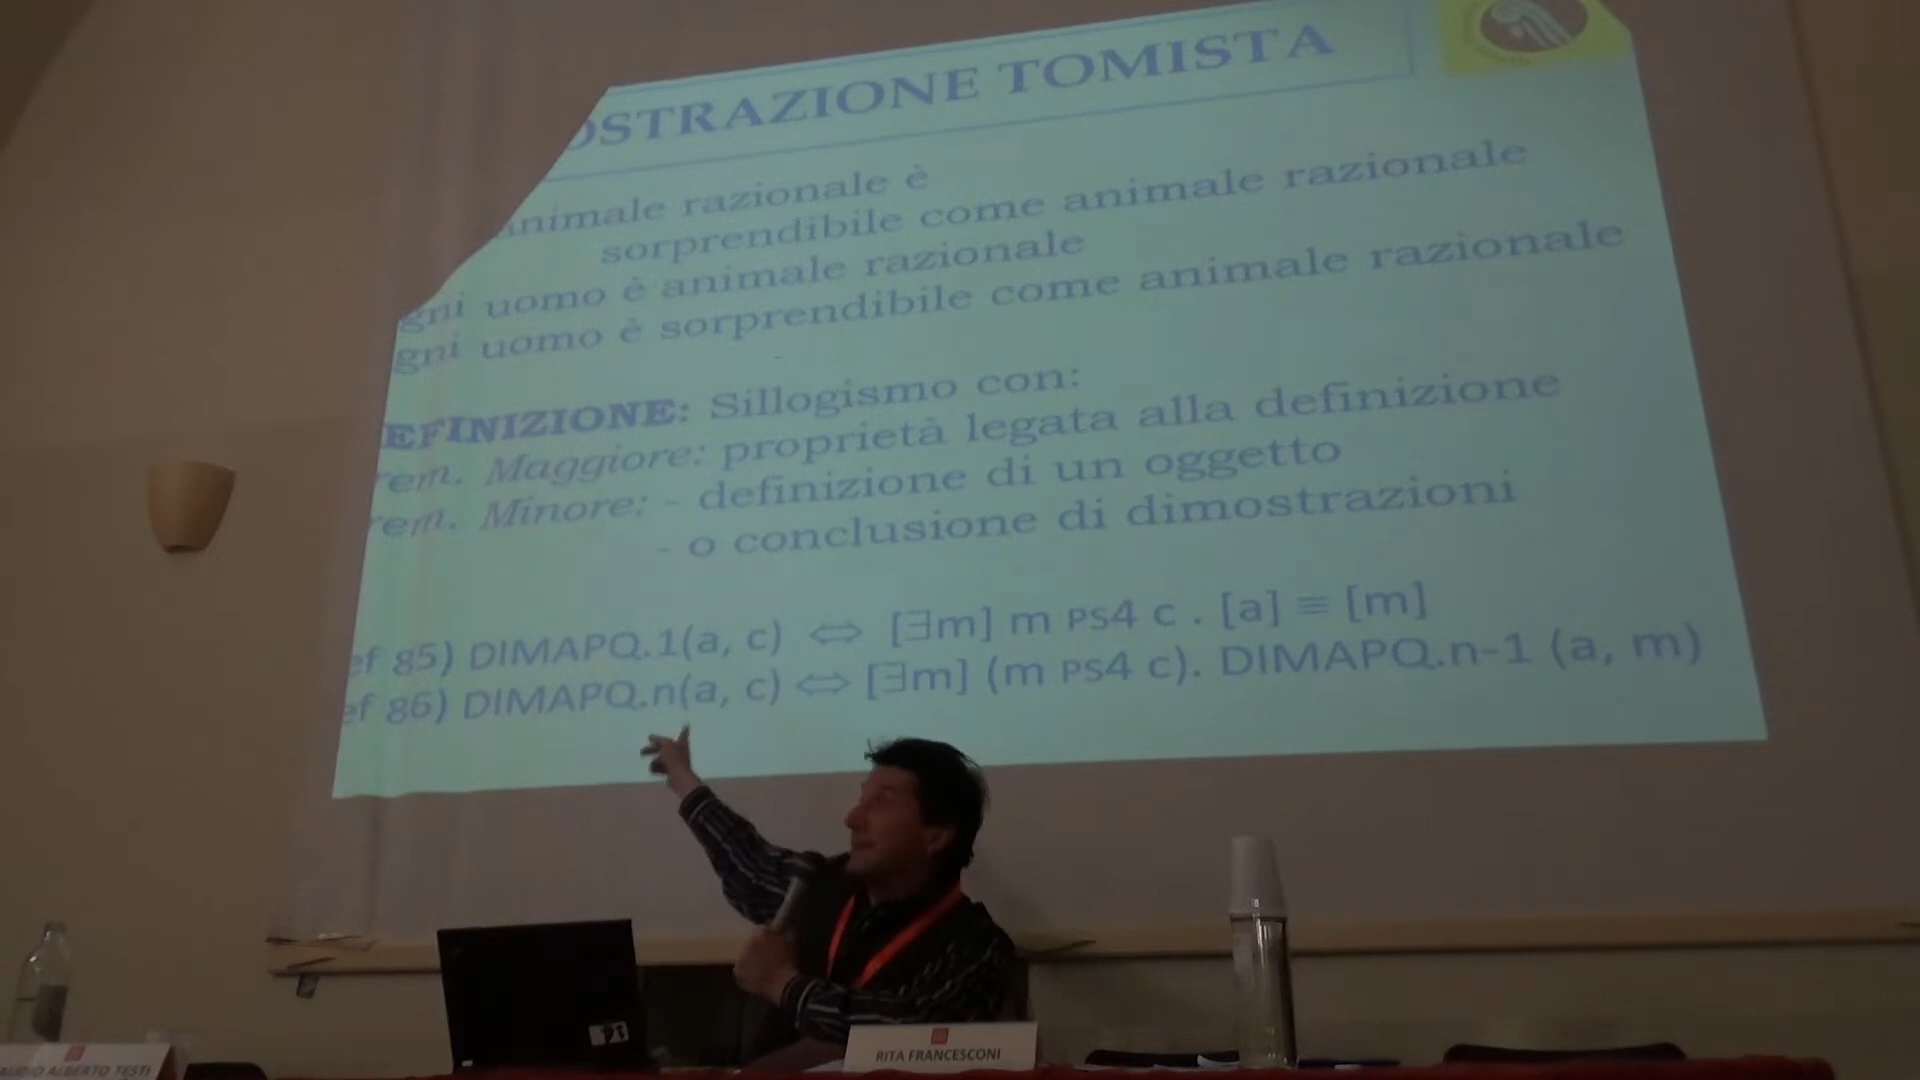 OSTRAZIONE TOMISTA
animale razionale è
sorprendibile come animale razionale
gni uomo è animale razionale
gni uomo è sorprendibile come animale razionale
EFINIZIONE: Sillogismo con:
rem. Maggiore: proprietà legata alla definizione
rem. Minore: - definizione di un oggetto
- o conclusione di dimostrazioni
ef 85) DIMAPQ.1(a, c) ⇔ [∃m] m PS4 c . [a] ≡ [m]
ef 86) DIMAPQ.n(a, c) ⇔ [∃m] (m PS4 c). DIMAPQ.n-1 (a, m)
RITA FRANCESCONI
AUDIO ALBERTO TESTI